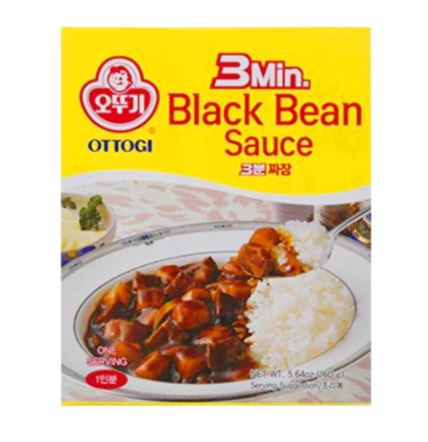 오뚜기
OTTOGI
3Min.
Black Bean
Sauce
3분 짜장
ONE
SERVING
1인분
NET WT. 5.64oz (160 g)
Serving Suggestion/조리예